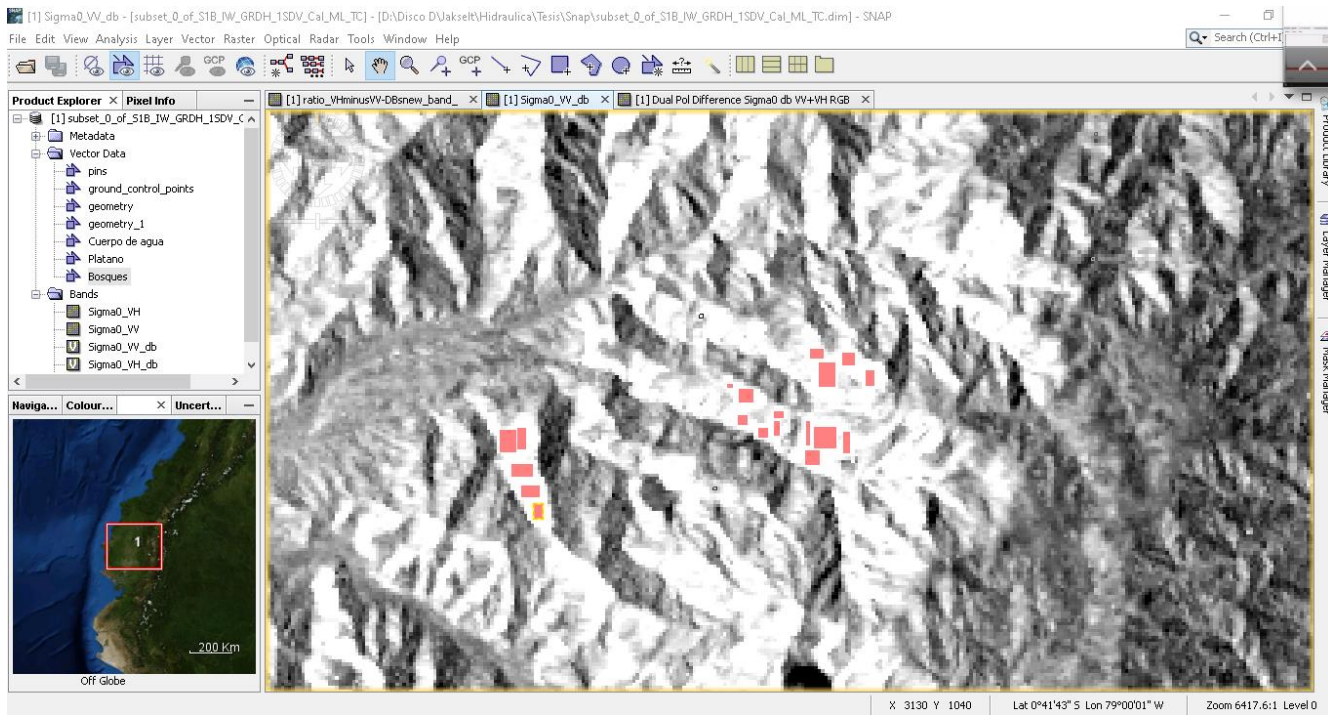 [1] Sigma0_VV_db - [subset_0_of_S1B_IW_GRDH_1SDV_Cal_ML_TC] - [D:\Disco D\Jakselt\Hidraulica\Tesis\Snap\subset_0_of_S1B_IW_GRDH_1SDV_Cal_ML_TC.dim] - SNAP
File Edit View Analysis Layer Vector Raster Optical Radar Tools Window Help
Search (Ctrl+I
GCP
GCP
Product Explorer Pixel Info
[1] ratio_VHminusVV-DBsnew_band_
[1] Sigma0_VV_db
[1] Dual Pol Difference Sigma0 db VV+VH RGB
[1] subset_0_of_S1B_IW_GRDH_1SDV_C
Metadata
Vector Data
pins
ground_control_points
geometry
geometry_1
Cuerpo de agua
Platano
Bosques
Bands
Sigma0_VH
Sigma0_VV
Sigma0_VV_db
Sigma0_VH_db
Product Library
Layer Manager
Mask Manager
Naviga... Colour... Uncert...
1
200 Km
Off Globe
X 3130 Y 1040
Lat 0°41'43" S Lon 79°00'01" W
Zoom 6417.6:1 Level 0